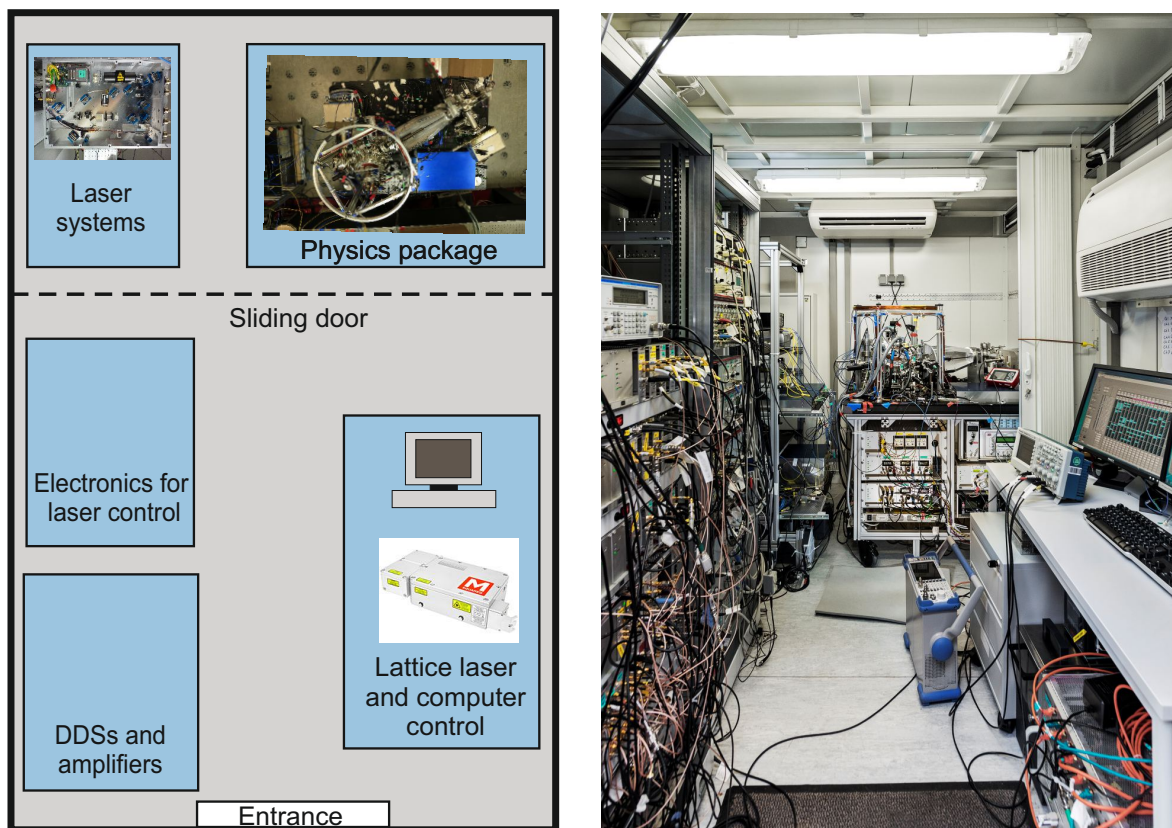 Laser
systems
Physics package
Sliding door
Electronics for
laser control
M
Lattice laser
and computer
control
DDSs and
amplifiers
Entrance